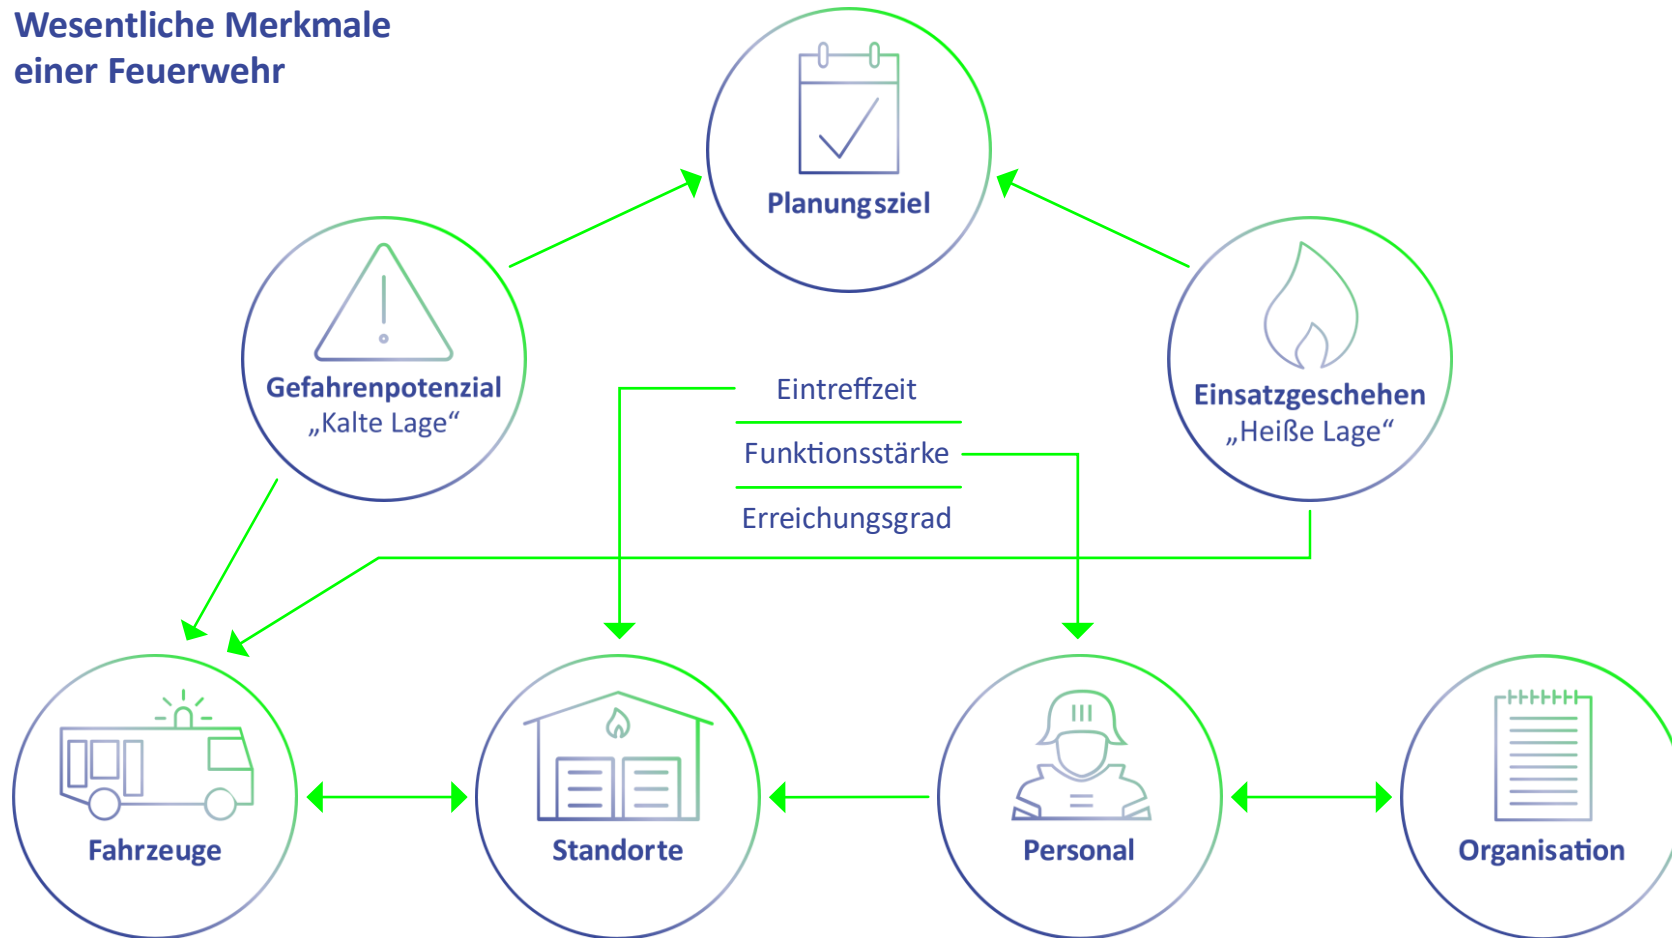 Wesentliche Merkmale
einer Feuerwehr
Planungsziel
Gefahrenpotenzial
„Kalte Lage“
Einsatzgeschehen
„Heiße Lage“
Eintreffzeit
Funktionsstärke
Erreichungsgrad
Fahrzeuge
Standorte
Personal
Organisation